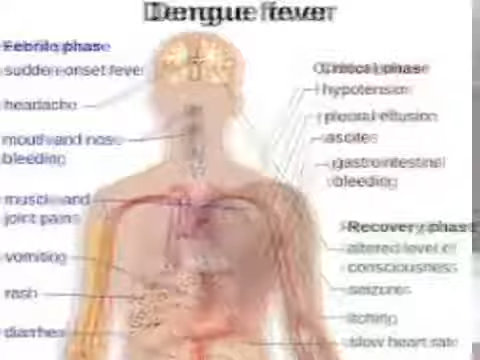 Dengue fever
Febrile phase
sudden-onset fever
headache
mouth and nose
bleeding
muscle and
joint pains
vomiting
rash
diarrhea
Critical phase
hypotension
pleural effusion
ascites
gastrointestinal
bleeding
Recovery phase
altered level of
consciousness
seizures
itching
slow heart rate